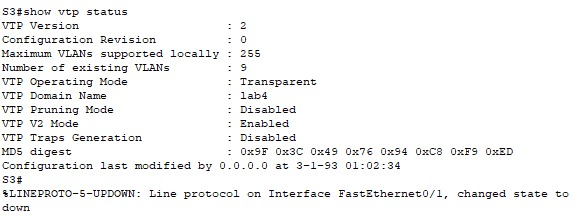 S3#show vtp status
VTP Version                     : 2
Configuration Revision          : 0
Maximum VLANs supported locally : 255
Number of existing VLANs        : 9
VTP Operating Mode              : Transparent
VTP Domain Name                 : lab4
VTP Pruning Mode                : Disabled
VTP V2 Mode                     : Enabled
VTP Traps Generation            : Disabled
MD5 digest                      : 0x9F 0x3C 0x49 0x76 0x94 0xC8 0xF9 0xED
Configuration last modified by 0.0.0.0 at 3-1-93 01:02:34
S3#
%LINEPROTO-5-UPDOWN: Line protocol on Interface FastEthernet0/1, changed state to
down